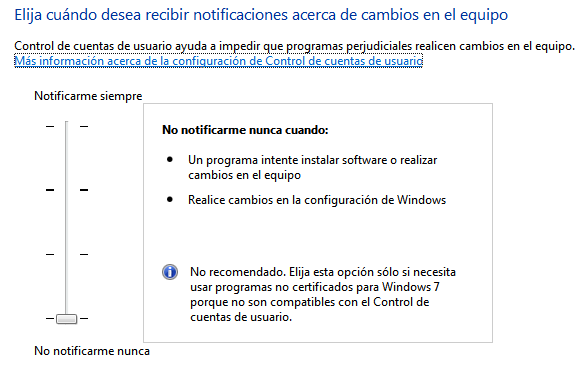 Elija cuándo desea recibir notificaciones acerca de cambios en el equipo
Control de cuentas de usuario ayuda a impedir que programas perjudiciales realicen cambios en el equipo.
Más información acerca de la configuración de Control de cuentas de usuario
Notificarme siempre
No notificarme nunca cuando:
Un programa intente instalar software o realizar
cambios en el equipo
Realice cambios en la configuración de Windows
No recomendado. Elija esta opción sólo si necesita
usar programas no certificados para Windows 7
porque no son compatibles con el Control de
cuentas de usuario.
No notificarme nunca